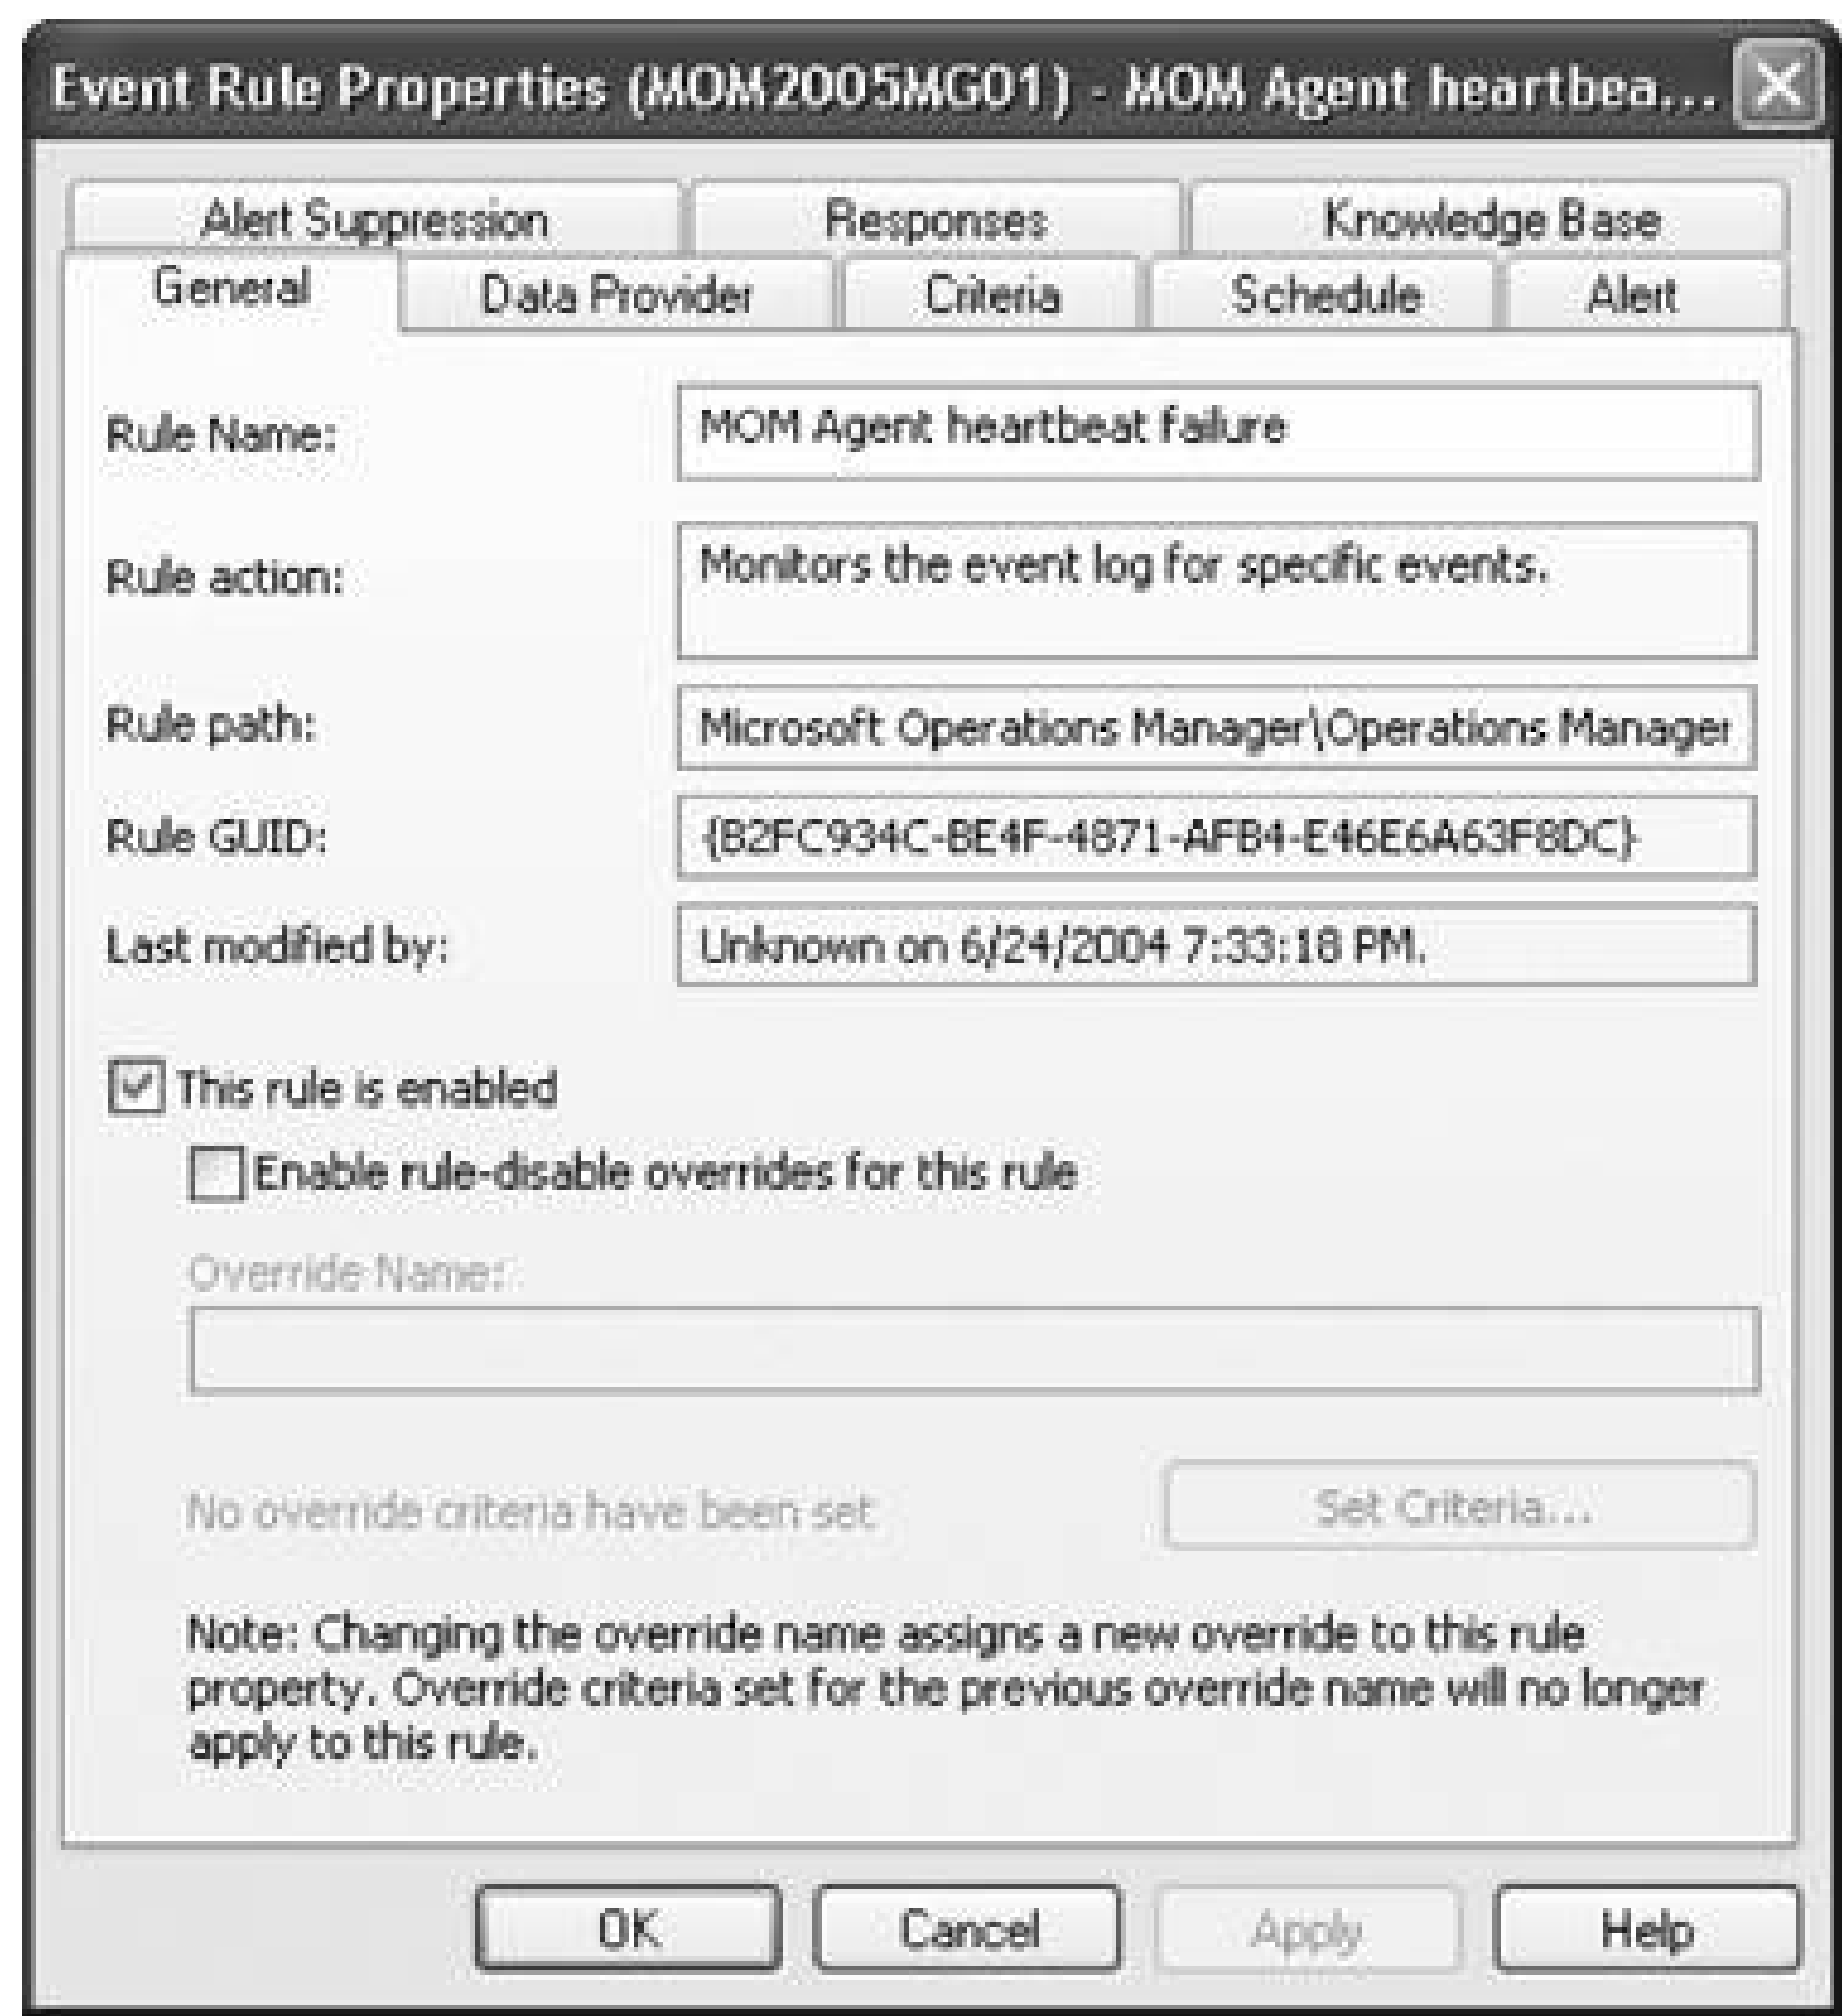 Event Rule Properties (MOM2005MG01) - MOM Agent heartbea...
Alert Suppression Responses Knowledge Base
General Data Provider Criteria Schedule Alert
Rule Name: MOM Agent heartbeat failure
Rule action: Monitors the event log for specific events.
Rule path: Microsoft Operations Manager\Operations Manager
Rule GUID: {B2FC934C-BE4F-4871-AFB4-E46E6A63F8DC}
Last modified by: Unknown on 6/24/2004 7:33:18 PM.
This rule is enabled
Enable rule-disable overrides for this rule
Override Name:
No override criteria have been set Set Criteria...
Note: Changing the override name assigns a new override to this rule
property. Override criteria set for the previous override name will no longer
apply to this rule.
OK Cancel Apply Help